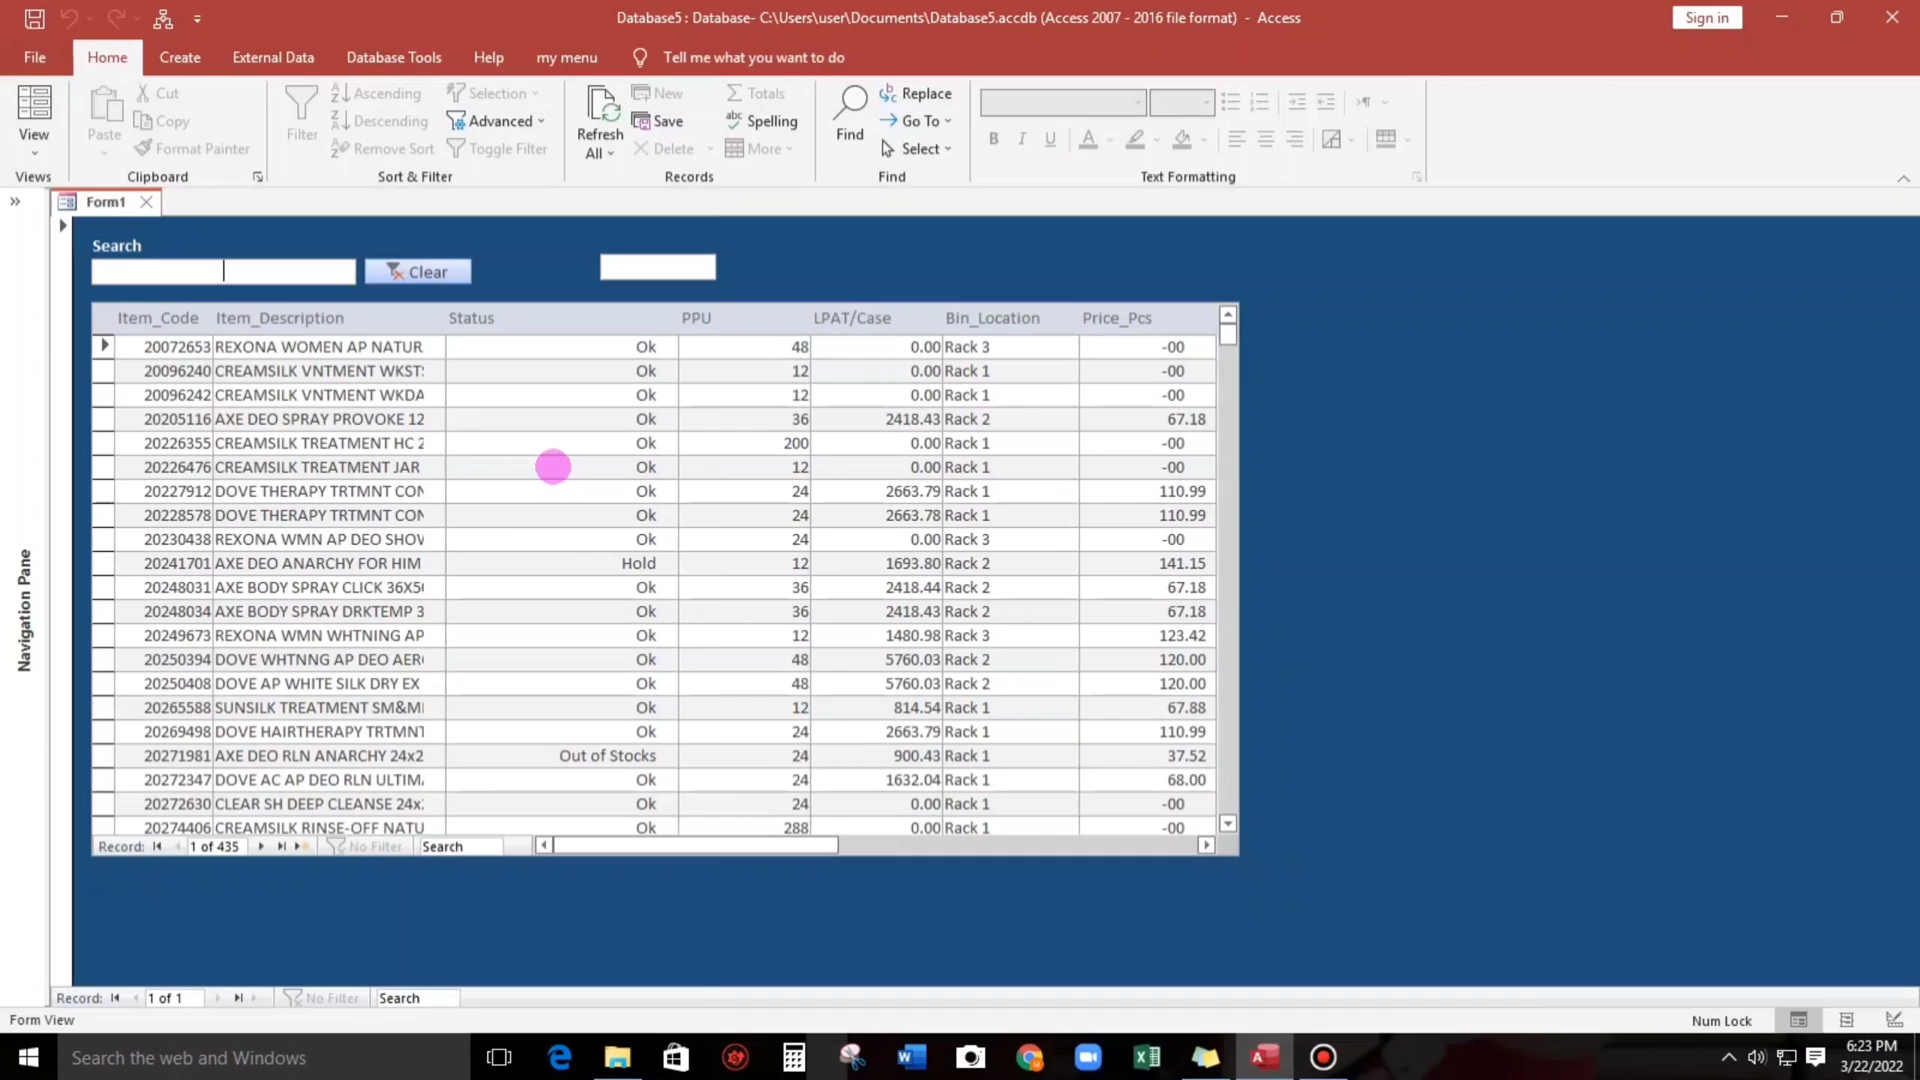 Database5 : Database- C:\Users\user\Documents\Database5.accdb (Access 2007 - 2016 file format) - Access
Sign in
File Home Create External Data Database Tools Help my menu Tell me what you want to do
View
Views
Paste
Cut
Copy
Format Painter
Clipboard
Filter
Ascending
Descending
Remove Sort
Selection
Advanced
Toggle Filter
Sort & Filter
Refresh
All
New
Save
Delete
Totals
Spelling
More
Records
Find
Replace
Go To
Select
Find
B I U A
Text Formatting
Form1
Navigation Pane
Search
Clear
Item_Code Item_Description Status PPU LPAT/Case Bin_Location Price_Pcs
20072653 REXONA WOMEN AP NATUR Ok 48 0.00 Rack 3 -00
20096240 CREAMSILK VNTMENT WKST Ok 12 0.00 Rack 1 -00
20096242 CREAMSILK VNTMENT WKDA Ok 12 0.00 Rack 1 -00
20205116 AXE DEO SPRAY PROVOKE 12 Ok 36 2418.43 Rack 2 67.18
20226355 CREAMSILK TREATMENT HC 2 Ok 200 0.00 Rack 1 -00
20226476 CREAMSILK TREATMENT JAR Ok 12 0.00 Rack 1 -00
20227912 DOVE THERAPY TRTMNT CON Ok 24 2663.79 Rack 1 110.99
20228578 DOVE THERAPY TRTMNT CON Ok 24 2663.78 Rack 1 110.99
20230438 REXONA WMN AP DEO SHOV Ok 24 0.00 Rack 3 -00
20241701 AXE DEO ANARCHY FOR HIM Hold 12 1693.80 Rack 2 141.15
20248031 AXE BODY SPRAY CLICK 36X5 Ok 36 2418.44 Rack 2 67.18
20248034 AXE BODY SPRAY DRKTEMP 3 Ok 36 2418.43 Rack 2 67.18
20249673 REXONA WMN WHTNING AP Ok 12 1480.98 Rack 3 123.42
20250394 DOVE WHTNNG AP DEO AER Ok 48 5760.03 Rack 2 120.00
20250408 DOVE AP WHITE SILK DRY EX Ok 48 5760.03 Rack 2 120.00
20265588 SUNSILK TREATMENT SM&M Ok 12 814.54 Rack 1 67.88
20269498 DOVE HAIRTHERAPY TRTMNT Ok 24 2663.79 Rack 1 110.99
20271981 AXE DEO RLN ANARCHY 24x2 Out of Stocks 24 900.43 Rack 1 37.52
20272347 DOVE AC AP DEO RLN ULTIM Ok 24 1632.04 Rack 1 68.00
20272630 CLEAR SH DEEP CLEANSE 24x Ok 24 0.00 Rack 1 -00
20274406 CREAMSILK RINSE-OFF NATU Ok 288 0.00 Rack 1 -00
Record: 1 of 435 No Filter Search
Record: 1 of 1 No Filter Search
Form View
Num Lock
Search the web and Windows
6:23 PM
3/22/2022